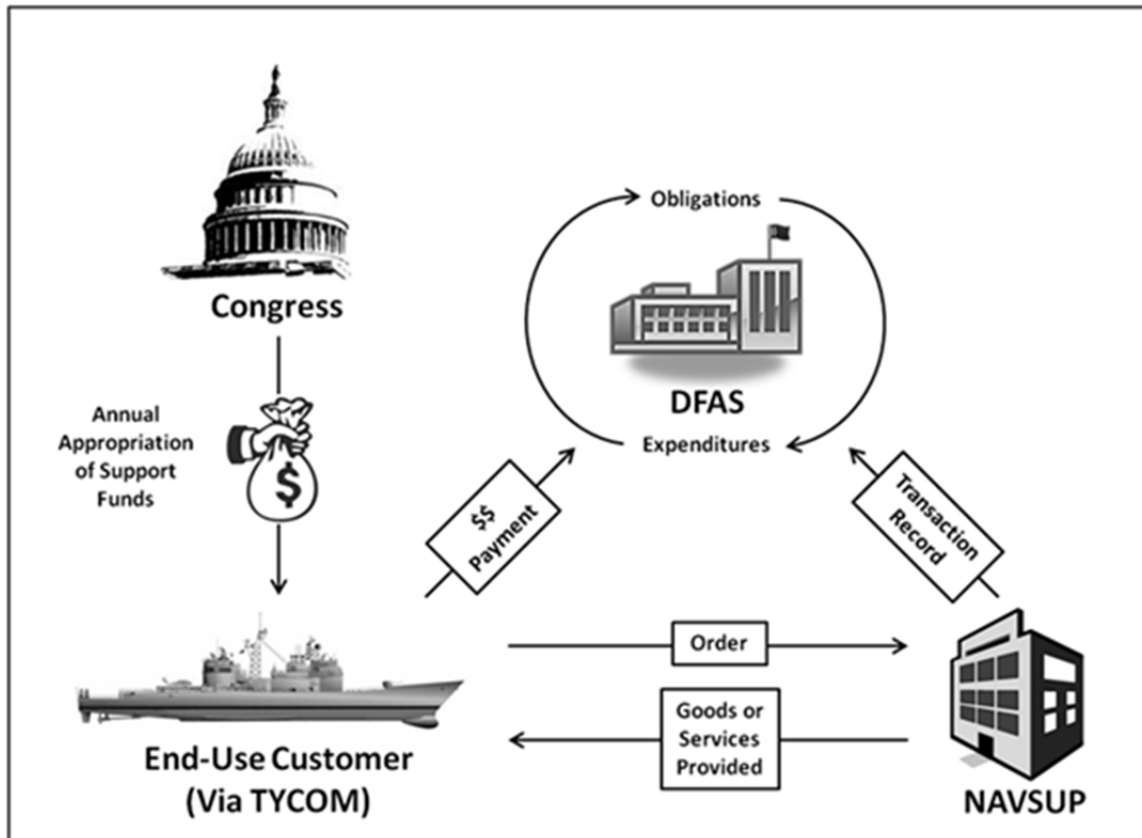 Congress
Annual
Appropriation
of Support
Funds
$
Obligations
DFAS
Expenditures
$$
Payment
Transaction
Record
Order
Goods or
Services
Provided
End-Use Customer
(Via TYCOM)
NAVSUP